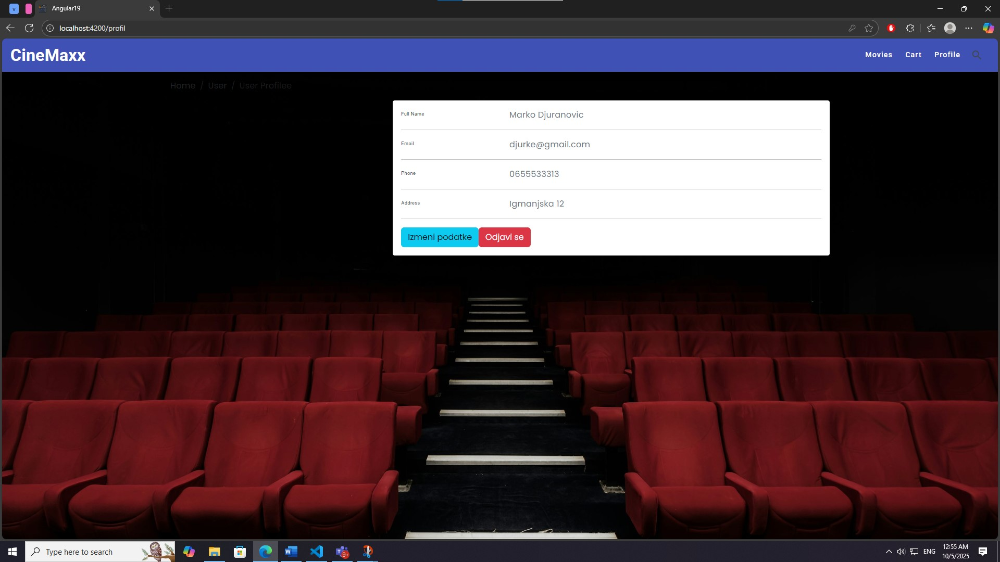 V
Angular19
localhost:4200/profil
CineMaxx
Movies
Cart
Profile
Home / User / User Profilee
Full Name
Marko Djuranovic
Email
djurke@gmail.com
Phone
0655533313
Address
Igmanjska 12
Izmeni podatke
Odjavi se
Type here to search
9+
ENG
12:55 AM
10/5/2025